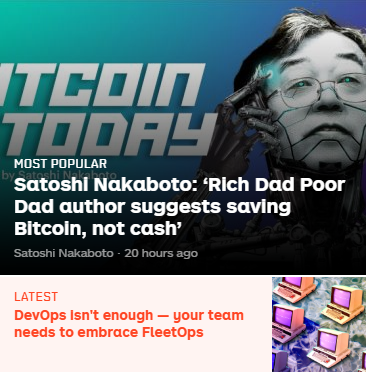 ITCOIN
TODAY
MOST POPULAR
by Satoshi Nakaboto
Satoshi Nakaboto: ‘Rich Dad Poor
Dad author suggests saving
Bitcoin, not cash’
Satoshi Nakaboto · 20 hours ago
LATEST
DevOps isn't enough — your team
needs to embrace FleetOps